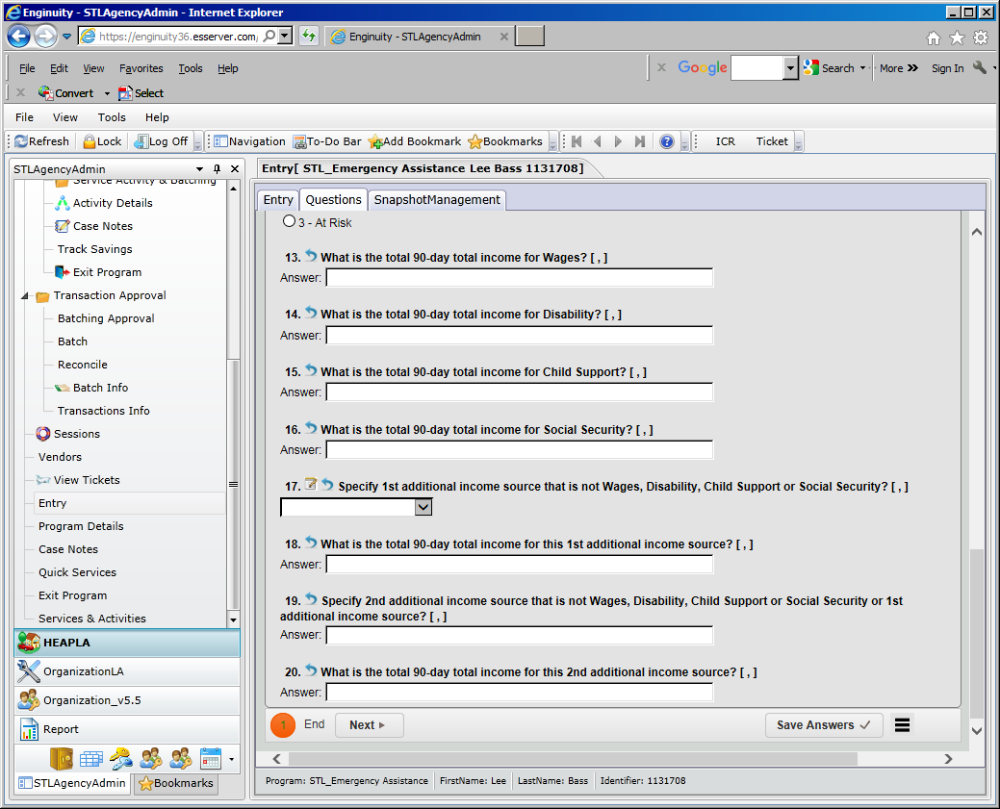 Enginuity - STLAgencyAdmin - Internet Explorer
https://enginuity36.esserver.com/
Enginuity - STLAgencyAdmin
File Edit View Favorites Tools Help
Google Search More Sign In
Convert Select
File View Tools Help
Refresh Lock Log Off Navigation To-Do Bar Add Bookmark Bookmarks ICR Ticket
STLAgencyAdmin
Service Activity & Batching
Activity Details
Case Notes
Track Savings
Exit Program
Transaction Approval
Batching Approval
Batch
Reconcile
Batch Info
Transactions Info
Sessions
Vendors
View Tickets
Entry
Program Details
Case Notes
Quick Services
Exit Program
Services & Activities
HEAPLA
OrganizationLA
Organization_v5.5
Report
STLAgencyAdmin Bookmarks
Entry[ STL_Emergency Assistance Lee Bass 1131708]
Entry Questions SnapshotManagement
3 - At Risk
13. What is the total 90-day total income for Wages? [ , ]
Answer:
14. What is the total 90-day total income for Disability? [ , ]
Answer:
15. What is the total 90-day total income for Child Support? [ , ]
Answer:
16. What is the total 90-day total income for Social Security? [ , ]
Answer:
17. Specify 1st additional income source that is not Wages, Disability, Child Support or Social Security? [ , ]
18. What is the total 90-day total income for this 1st additional income source? [ , ]
Answer:
19. Specify 2nd additional income source that is not Wages, Disability, Child Support or Social Security or 1st
additional income source? [ , ]
Answer:
20. What is the total 90-day total income for this 2nd additional income source? [ , ]
Answer:
1 End Next Save Answers
Program: STL_Emergency Assistance FirstName: Lee LastName: Bass Identifier: 1131708